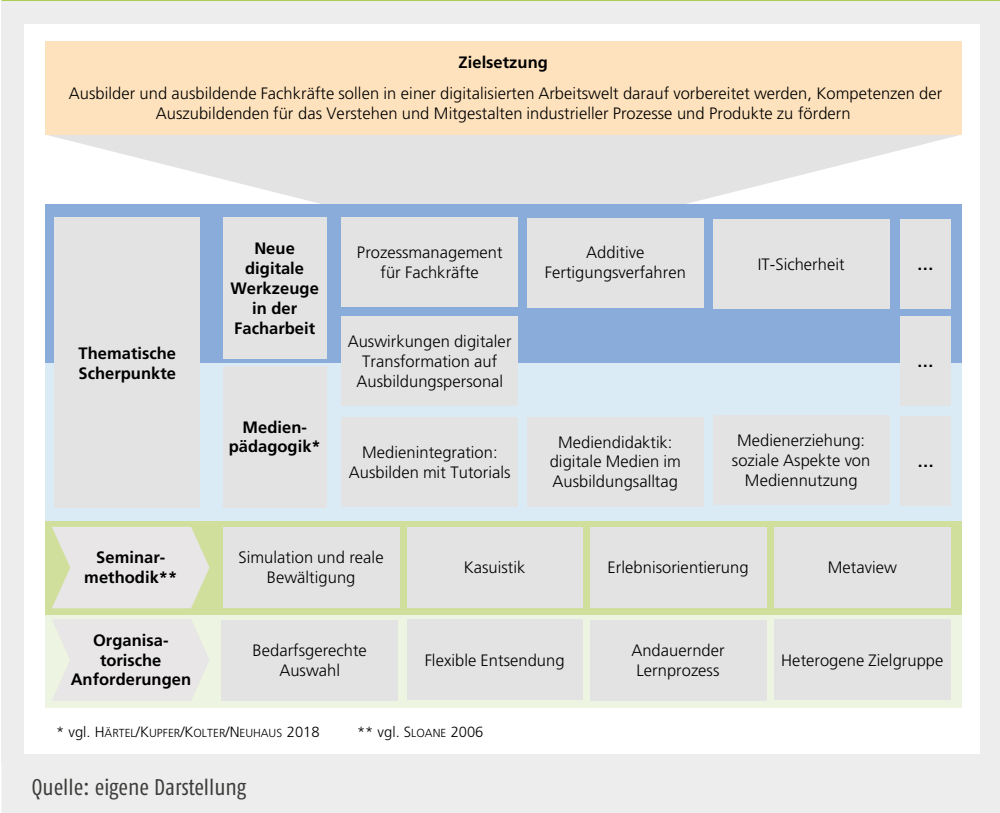 Zielsetzung
Ausbilder und ausbildende Fachkräfte sollen in einer digitalisierten Arbeitswelt darauf vorbereitet werden, Kompetenzen der
Auszubildenden für das Verstehen und Mitgestalten industrieller Prozesse und Produkte zu fördern
Thematische
Scherpunkte
Neue
digitale
Werkzeuge
in der
Facharbeit
Prozessmanagement
für Fachkräfte
Additive
Fertigungsverfahren
IT-Sicherheit
...
Auswirkungen digitaler
Transformation auf
Ausbildungspersonal
...
Medien-
pädagogik*
Medienintegration:
Ausbilden mit Tutorials
Mediendidaktik:
digitale Medien im
Ausbildungsalltag
Medienerziehung:
soziale Aspekte von
Mediennutzung
...
Seminar-
methodik**
Simulation und reale
Bewältigung
Kasuistik
Erlebnisorientierung
Metaview
Organisa-
torische
Anforderungen
Bedarfsgerechte
Auswahl
Flexible Entsendung
Andauernder
Lernprozess
Heterogene Zielgruppe
* vgl. HÄRTEL/KUPFER/KOLTER/NEUHAUS 2018 ** vgl. SLOANE 2006
Quelle: eigene Darstellung